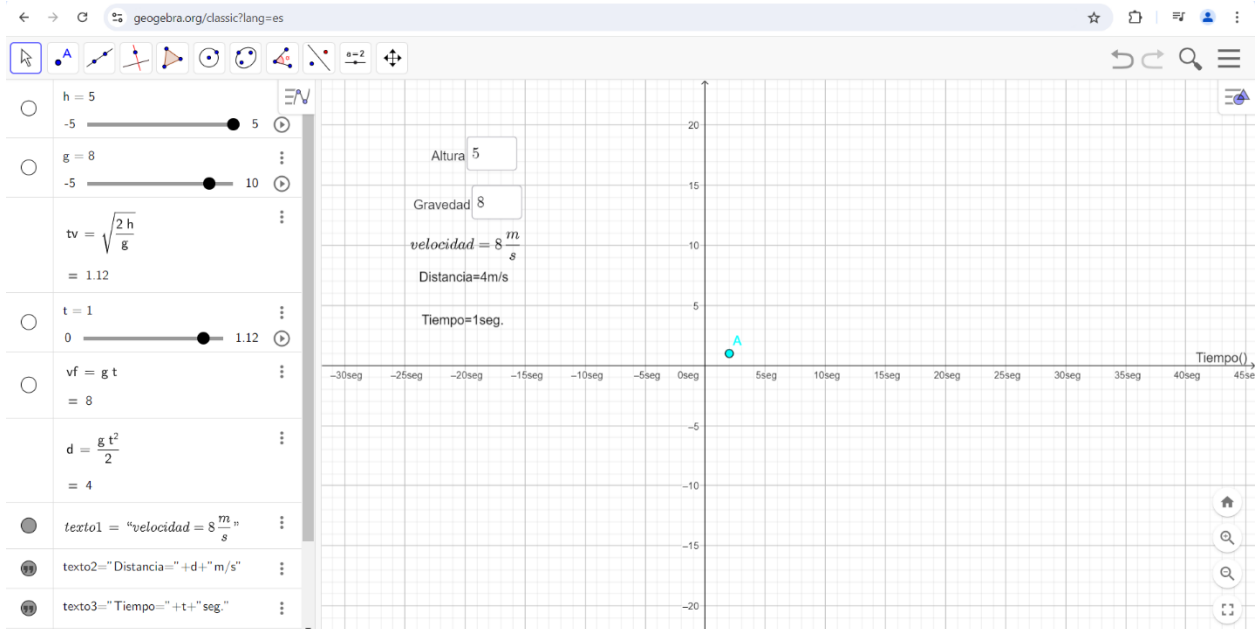 geogebra.org/classic?lang=es
A
a=2
h = 5
-5 5
g = 8
-5 10
tv = √(2 h / g)
= 1.12
t = 1
0 1.12
vf = g t
= 8
d = g t² / 2
= 4
texto1 = “velocidad = 8 m/s”
texto2="Distancia="+d+"m/s"
texto3="Tiempo="+t+"seg."
Altura 5
Gravedad 8
velocidad = 8 m/s
Distancia=4m/s
Tiempo=1seg.
20
15
10
5
A
Tiempo()
–30seg –25seg –20seg –15seg –10seg –5seg 0seg 5seg 10seg 15seg 20seg 25seg 30seg 35seg 40seg 45se
–5
–10
–15
–20